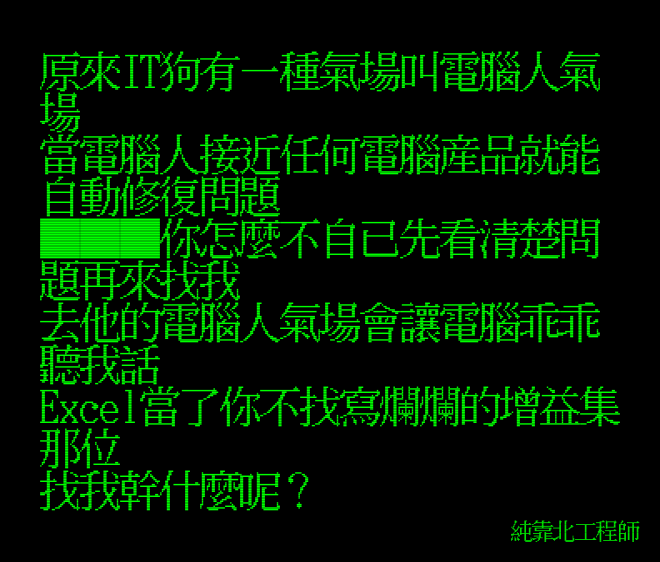 原來IT狗有一種氣場叫電腦人氣
場
當電腦人接近任何電腦産品就能
自動修復問題
你怎麼不自已先看清楚問
題再來找我
去他的電腦人氣場會讓電腦乖乖
聽我話
Excel當了你不找寫爛爛的增益集
那位
找我幹什麼呢？
純靠北工程師